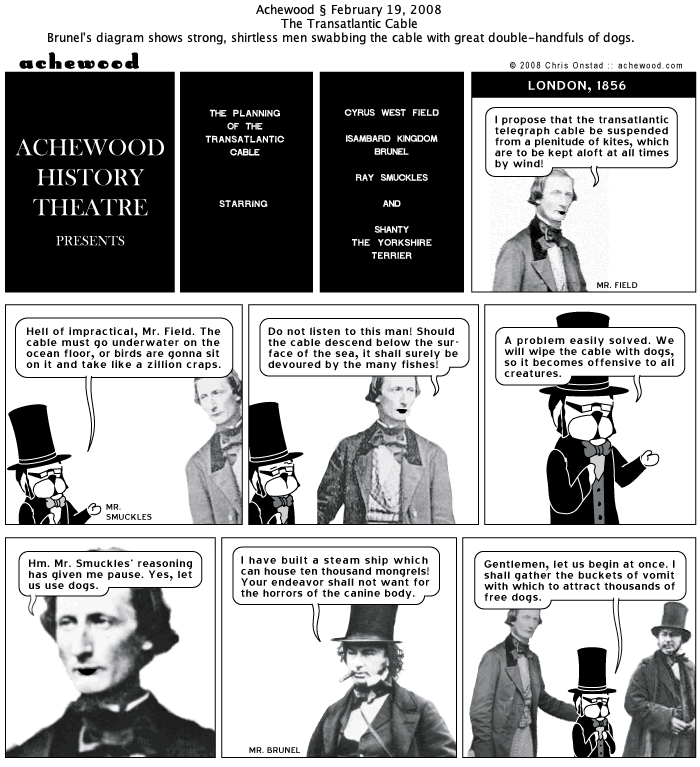 Achewood § February 19, 2008
The Transatlantic Cable
Brunel's diagram shows strong, shirtless men swabbing the cable with great double-handfuls of dogs.
achewood
© 2008 Chris Onstad :: achewood.com
ACHEWOOD
HISTORY
THEATRE
PRESENTS
THE PLANNING
OF THE
TRANSATLANTIC
CABLE
STARRING
CYRUS WEST FIELD
ISAMBARD KINGDOM
BRUNEL
RAY SMUCKLES
AND
SHANTY
THE YORKSHIRE
TERRIER
LONDON, 1856
I propose that the transatlantic
telegraph cable be suspended
from a plenitude of kites, which
are to be kept aloft at all times
by wind!
MR. FIELD
Hell of impractical, Mr. Field. The
cable must go underwater on the
ocean floor, or birds are gonna sit
on it and take like a zillion craps.
MR.
SMUCKLES
Do not listen to this man! Should
the cable descend below the sur-
face of the sea, it shall surely be
devoured by the many fishes!
A problem easily solved. We
will wipe the cable with dogs,
so it becomes offensive to all
creatures.
Hm. Mr. Smuckles' reasoning
has given me pause. Yes, let
us use dogs.
I have built a steam ship which
can house ten thousand mongrels!
Your endeavor shall not want for
the horrors of the canine body.
MR. BRUNEL
Gentlemen, let us begin at once. I
shall gather the buckets of vomit
with which to attract thousands of
free dogs.